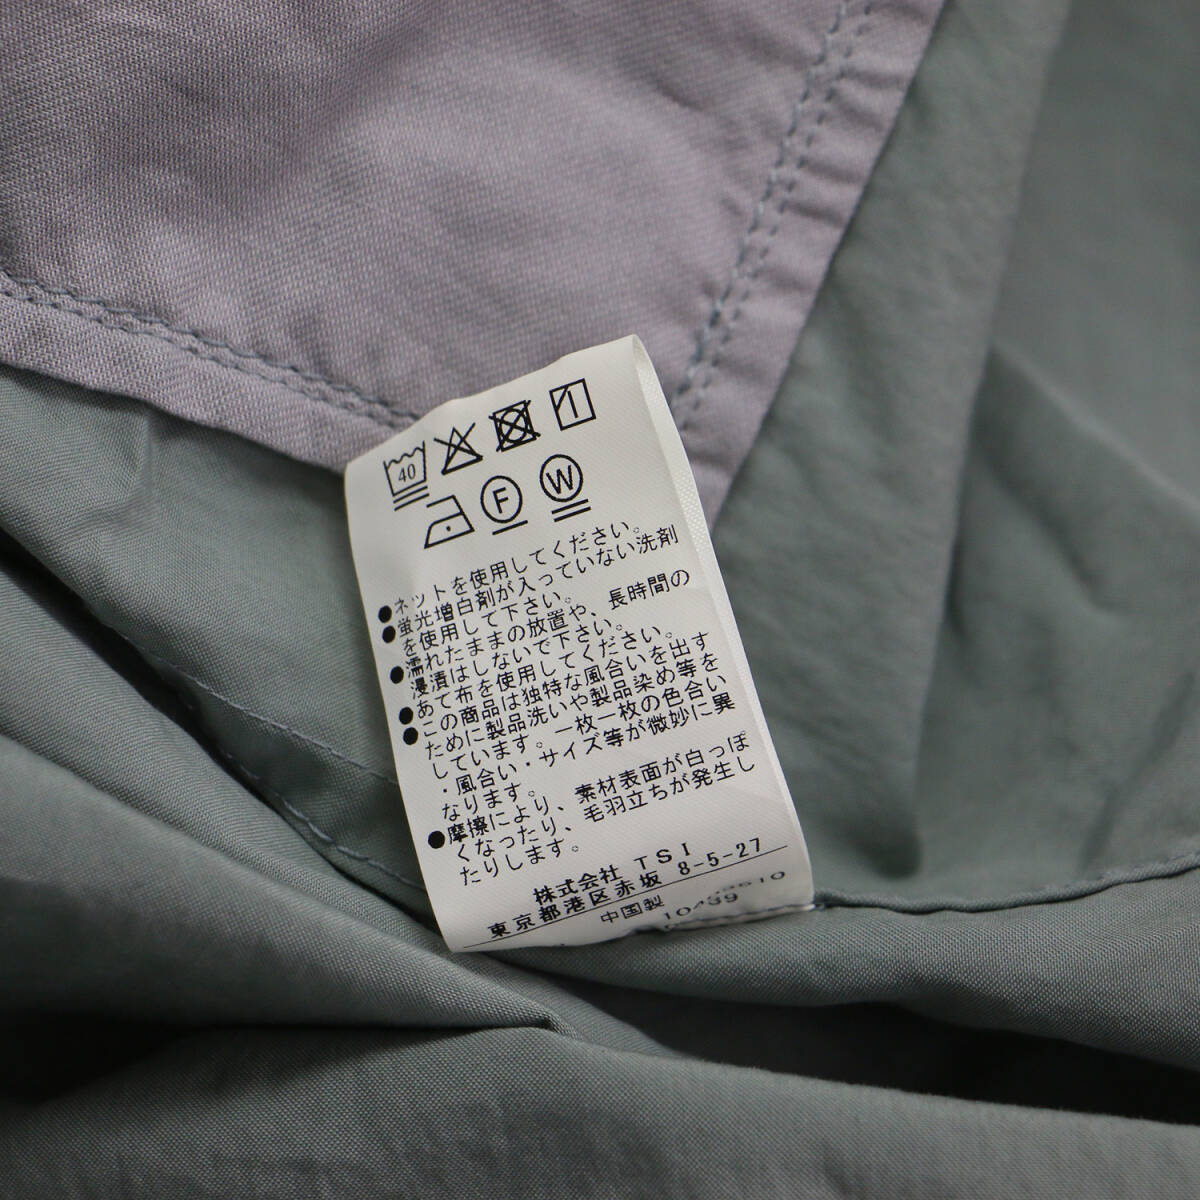 40
F W
●ネットを使用してください。
●蛍光増白剤が入っていない洗剤
を使用して下さい。
●濡れたままの放置や、長時間の
浸漬はしないで下さい。
●あて布を使用してください。
●この商品は独特な風合いを出す
ために製品洗いや製品染め等を
しています。一枚一枚の色合い
・風合い・サイズ等が微妙に異
なります。
●摩擦により、素材表面が白っぽ
くなったり、毛羽立ちが発生し
たりします。
株式会社 TSI
東京都港区赤坂 8-5-27
中国製